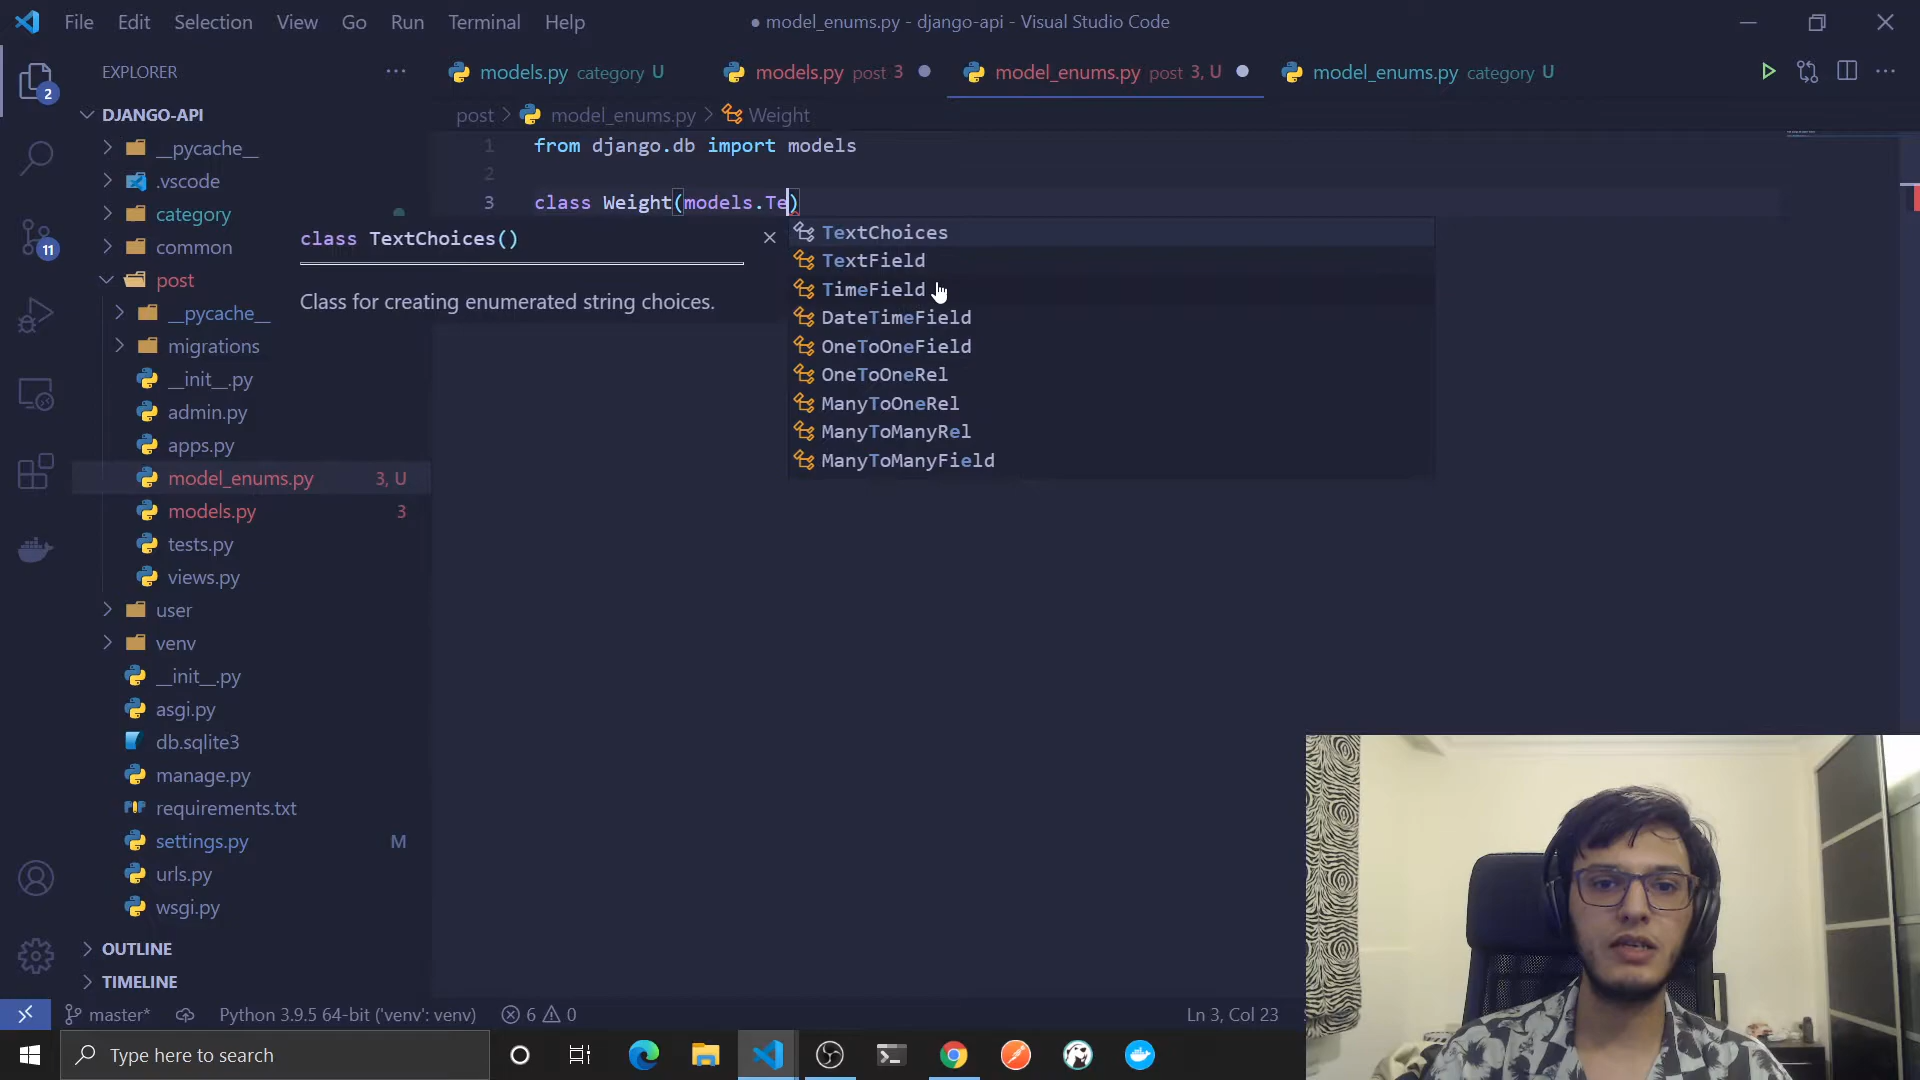 File Edit Selection View Go Run Terminal Help
● model_enums.py - django-api - Visual Studio Code
EXPLORER
models.py category U
models.py post 3
model_enums.py post 3, U
model_enums.py category U
post > model_enums.py > Weight
2
11
DJANGO-API
__pycache__
.vscode
category
common
post
__pycache__
migrations
__init__.py
admin.py
apps.py
model_enums.py 3, U
models.py 3
tests.py
views.py
user
venv
__init__.py
asgi.py
db.sqlite3
manage.py
requirements.txt
settings.py M
urls.py
wsgi.py
OUTLINE
TIMELINE
1 from django.db import models
2
3 class Weight(models.Te)
class TextChoices()
Class for creating enumerated string choices.
TextChoices
TextField
TimeField
DateTimeField
OneToOneField
OneToOneRel
ManyToOneRel
ManyToManyRel
ManyToManyField
master* Python 3.9.5 64-bit ('venv': venv) 6 0 Ln 3, Col 23
Type here to search